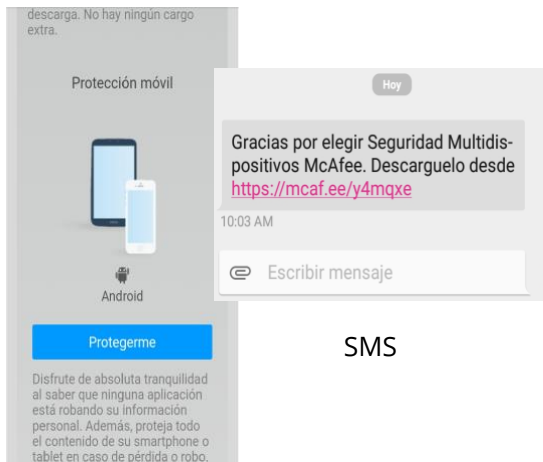 descarga. No hay ningún cargo
extra.
Protección móvil
Android
Protegerme
Disfrute de absoluta tranquilidad
al saber que ninguna aplicación
está robando su información
personal. Además, proteja todo
el contenido de su smartphone o
tablet en caso de pérdida o robo.
Hoy
Gracias por elegir Seguridad Multidis-
positivos McAfee. Descarguelo desde
https://mcaf.ee/y4mqxe
10:03 AM
Escribir mensaje
SMS